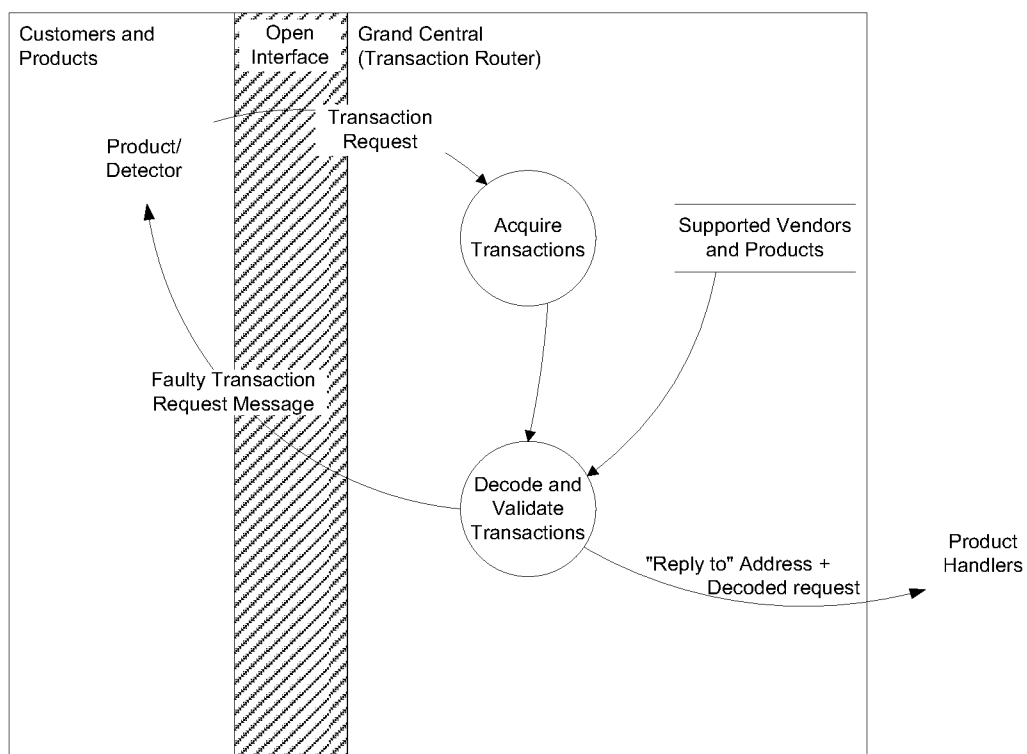 Customers and
Products
Open
Interface
Grand Central
(Transaction Router)
Transaction
Request
Product/
Detector
Acquire
Transactions
Supported Vendors
and Products
Faulty Transaction
Request Message
Decode and
Validate
Transactions
"Reply to" Address +
Decoded request
Product
Handlers